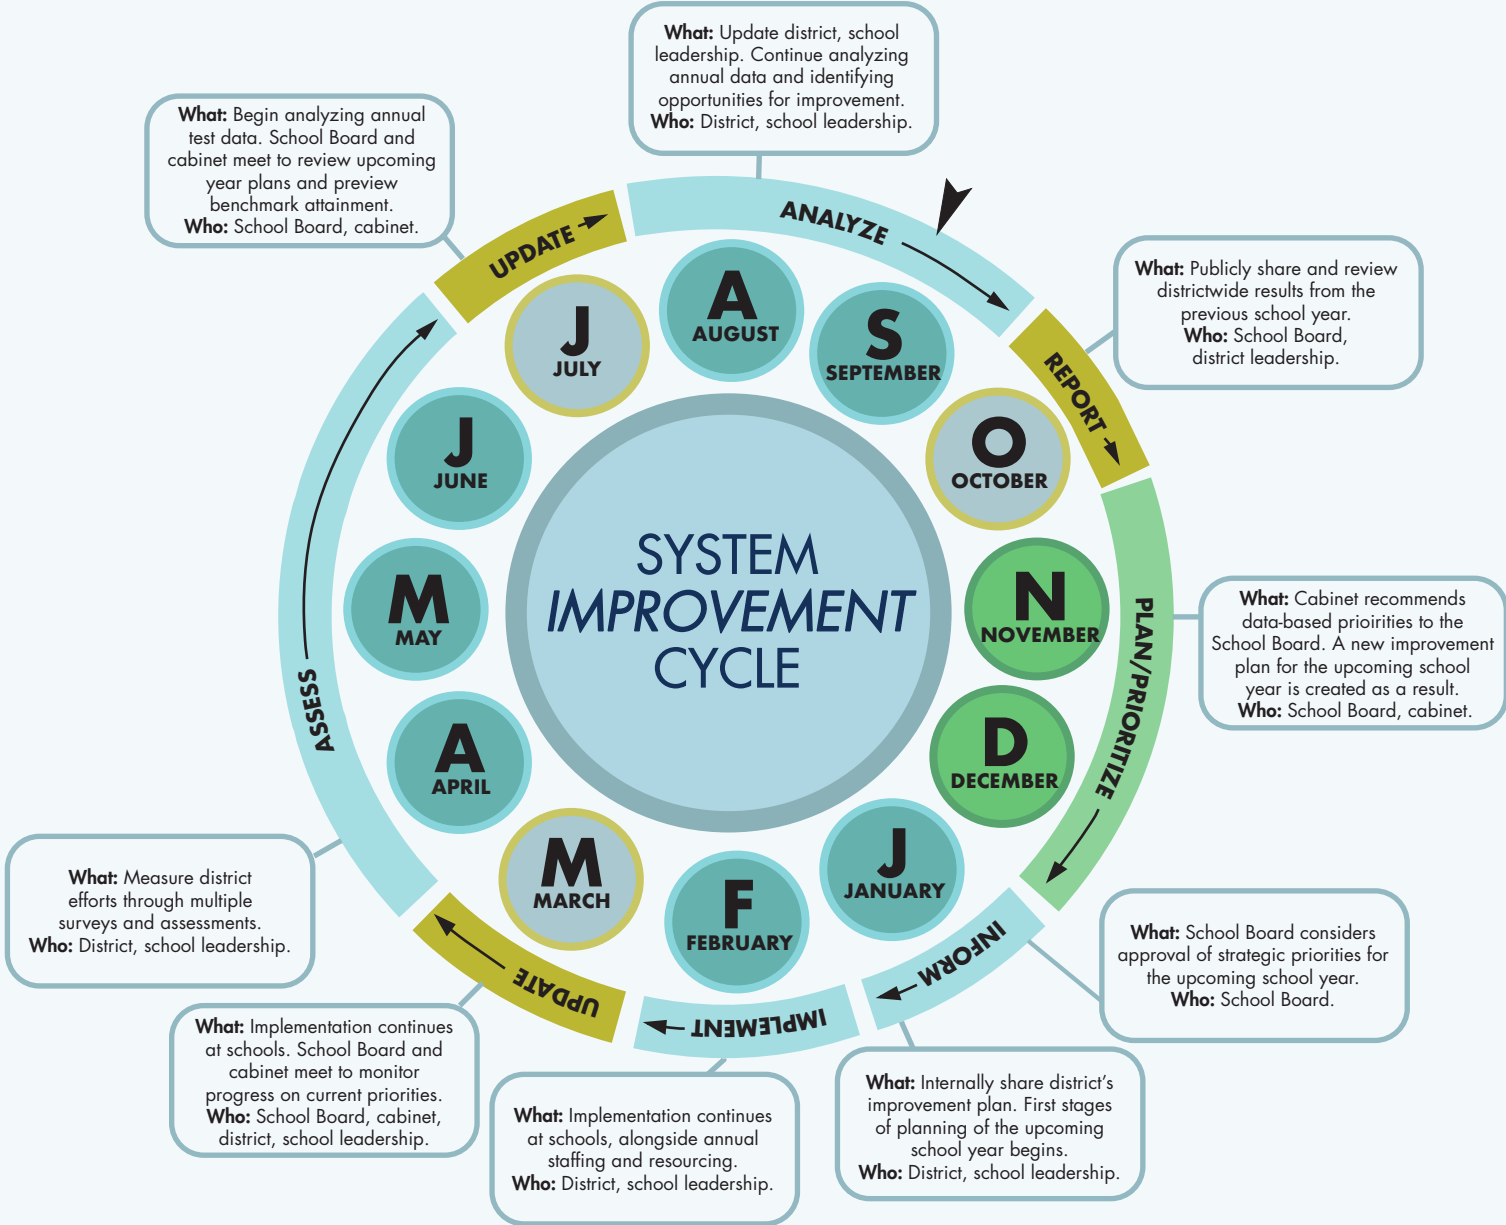 What: Update district, school
leadership. Continue analyzing
annual data and identifying
opportunities for improvement.
Who: District, school leadership.
What: Begin analyzing annual
test data. School Board and
cabinet meet to review upcoming
year plans and preview
benchmark attainment.
Who: School Board, cabinet.
What: Publicly share and review
districtwide results from the
previous school year.
Who: School Board,
district leadership.
What: Cabinet recommends
data-based prioirities to the
School Board. A new improvement
plan for the upcoming school
year is created as a result.
Who: School Board, cabinet.
What: School Board considers
approval of strategic priorities for
the upcoming school year.
Who: School Board.
What: Internally share district's
improvement plan. First stages
of planning of the upcoming
school year begins.
Who: District, school leadership.
What: Implementation continues
at schools, alongside annual
staffing and resourcing.
Who: District, school leadership.
What: Implementation continues
at schools. School Board and
cabinet meet to monitor
progress on current priorities.
Who: School Board, cabinet,
district, school leadership.
What: Measure district
efforts through multiple
surveys and assessments.
Who: District, school leadership.
ANALYZE
REPORT
PLAN/PRIORITIZE
INFORM
IMPLEMENT
UPDATE
ASSESS
UPDATE
A
AUGUST
S
SEPTEMBER
O
OCTOBER
N
NOVEMBER
D
DECEMBER
J
JANUARY
F
FEBRUARY
M
MARCH
A
APRIL
M
MAY
J
JUNE
J
JULY
SYSTEM
IMPROVEMENT
CYCLE